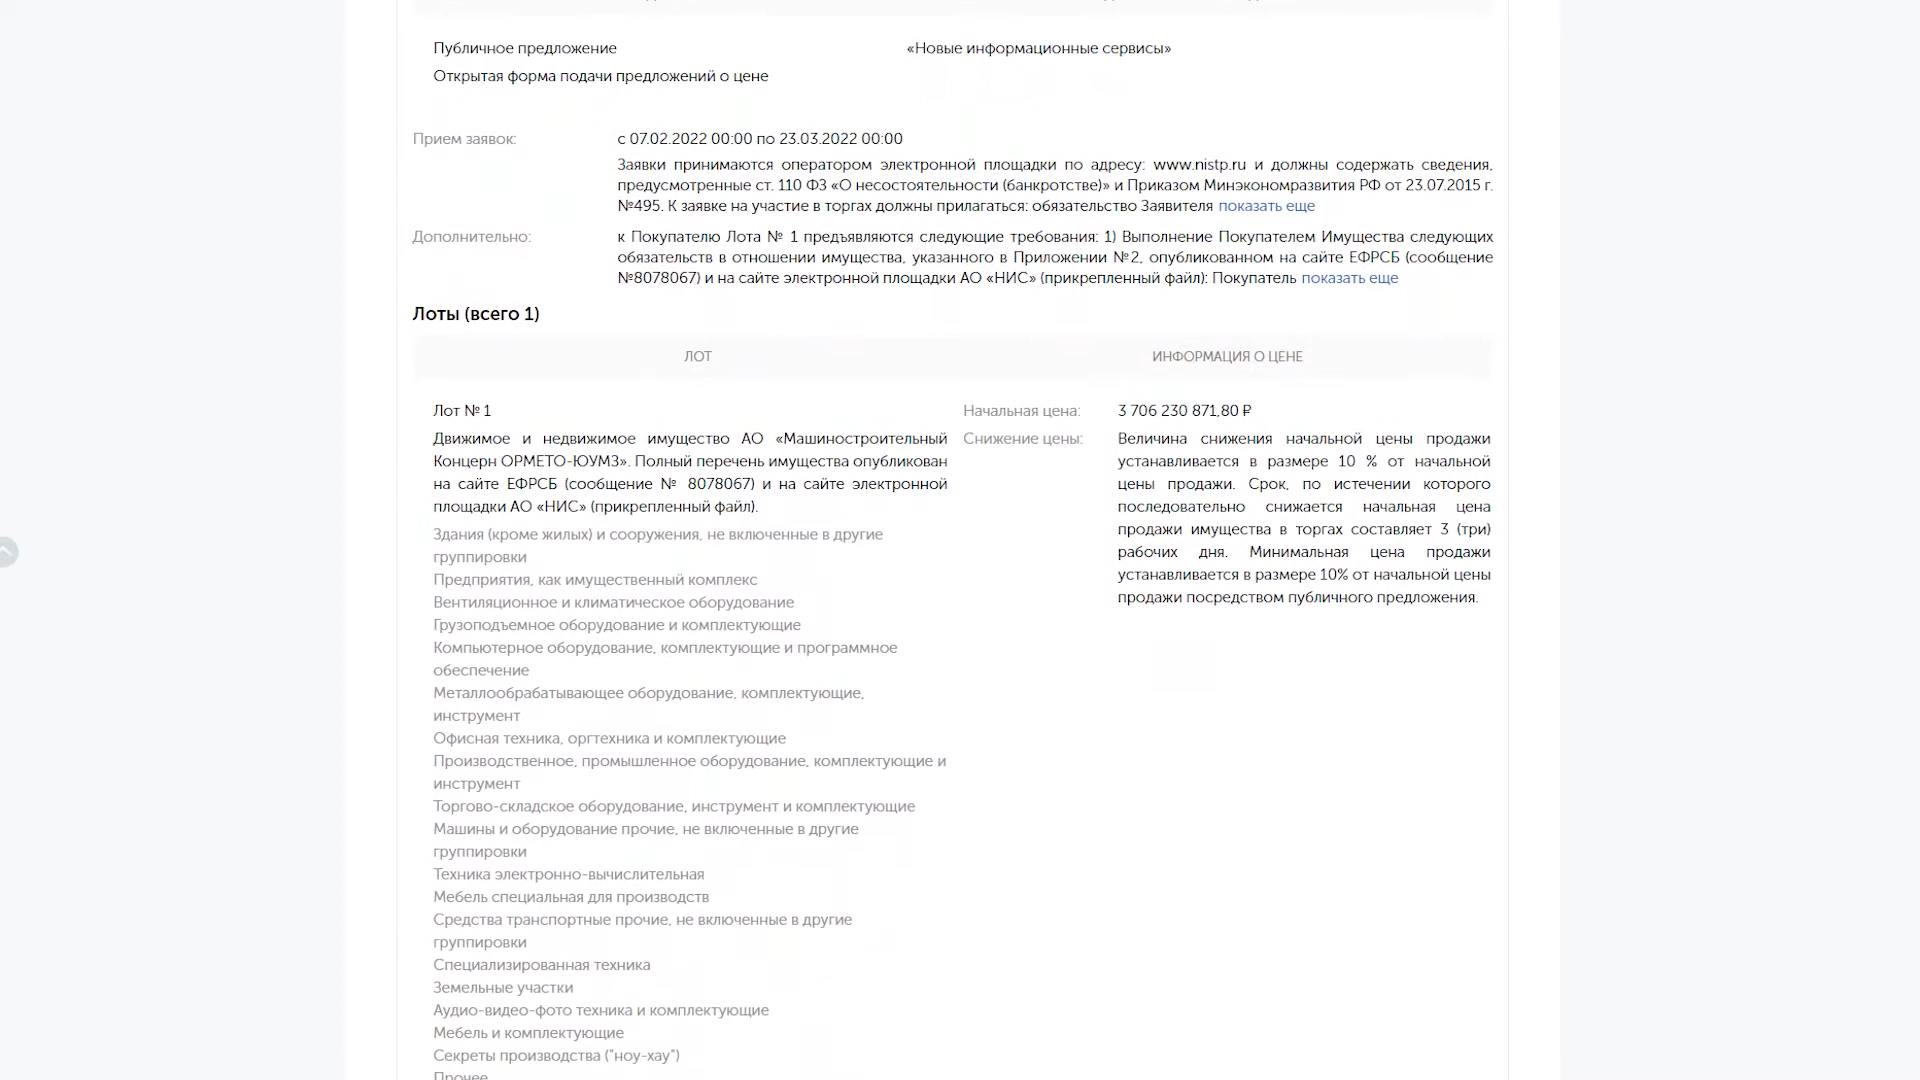 Публичное предложение
«Новые информационные сервисы»
Открытая форма подачи предложений о цене
Прием заявок:
с 07.02.2022 00:00 по 23.03.2022 00:00
Заявки принимаются оператором электронной площадки по адресу: www.nistp.ru и должны содержать сведения,
предусмотренные ст. 110 ФЗ «О несостоятельности (банкротстве)» и Приказом Минэкономразвития РФ от 23.07.2015 г.
№495. К заявке на участие в торгах должны прилагаться: обязательство Заявителя показать еще
Дополнительно:
к Покупателю Лота № 1 предъявляются следующие требования: 1) Выполнение Покупателем Имущества следующих
обязательств в отношении имущества, указанного в Приложении №2, опубликованном на сайте ЕФРСБ (сообщение
№8078067) и на сайте электронной площадки АО «НИС» (прикрепленный файл): Покупатель показать еще
Лоты (всего 1)
ЛОТ
ИНФОРМАЦИЯ О ЦЕНЕ
Лот № 1
Движимое и недвижимое имущество АО «Машиностроительный
Концерн ОРМЕТО-ЮУМЗ». Полный перечень имущества опубликован
на сайте ЕФРСБ (сообщение № 8078067) и на сайте электронной
площадки АО «НИС» (прикрепленный файл).
Здания (кроме жилых) и сооружения, не включенные в другие
группировки
Предприятия, как имущественный комплекс
Вентиляционное и климатическое оборудование
Грузоподъемное оборудование и комплектующие
Компьютерное оборудование, комплектующие и программное
обеспечение
Металлообрабатывающее оборудование, комплектующие,
инструмент
Офисная техника, оргтехника и комплектующие
Производственное, промышленное оборудование, комплектующие и
инструмент
Торгово-складское оборудование, инструмент и комплектующие
Машины и оборудование прочие, не включенные в другие
группировки
Техника электронно-вычислительная
Мебель специальная для производств
Средства транспортные прочие, не включенные в другие
группировки
Специализированная техника
Земельные участки
Аудио-видео-фото техника и комплектующие
Мебель и комплектующие
Секреты производства ("ноу-хау")
Прочее
Начальная цена:
3 706 230 871,80 ₽
Снижение цены:
Величина снижения начальной цены продажи
устанавливается в размере 10 % от начальной
цены продажи. Срок, по истечении которого
последовательно снижается начальная цена
продажи имущества в торгах составляет 3 (три)
рабочих дня. Минимальная цена продажи
устанавливается в размере 10% от начальной цены
продажи посредством публичного предложения.